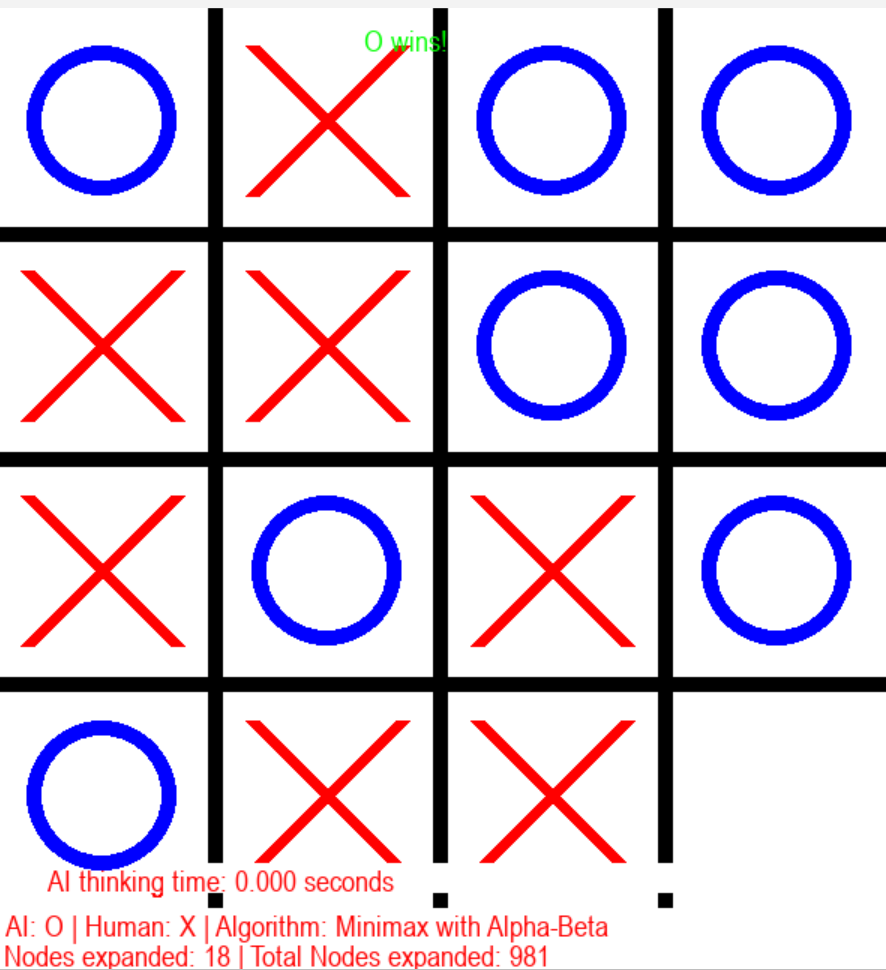 O wins!
AI thinking time: 0.000 seconds
AI: O | Human: X | Algorithm: Minimax with Alpha-Beta
Nodes expanded: 18 | Total Nodes expanded: 981